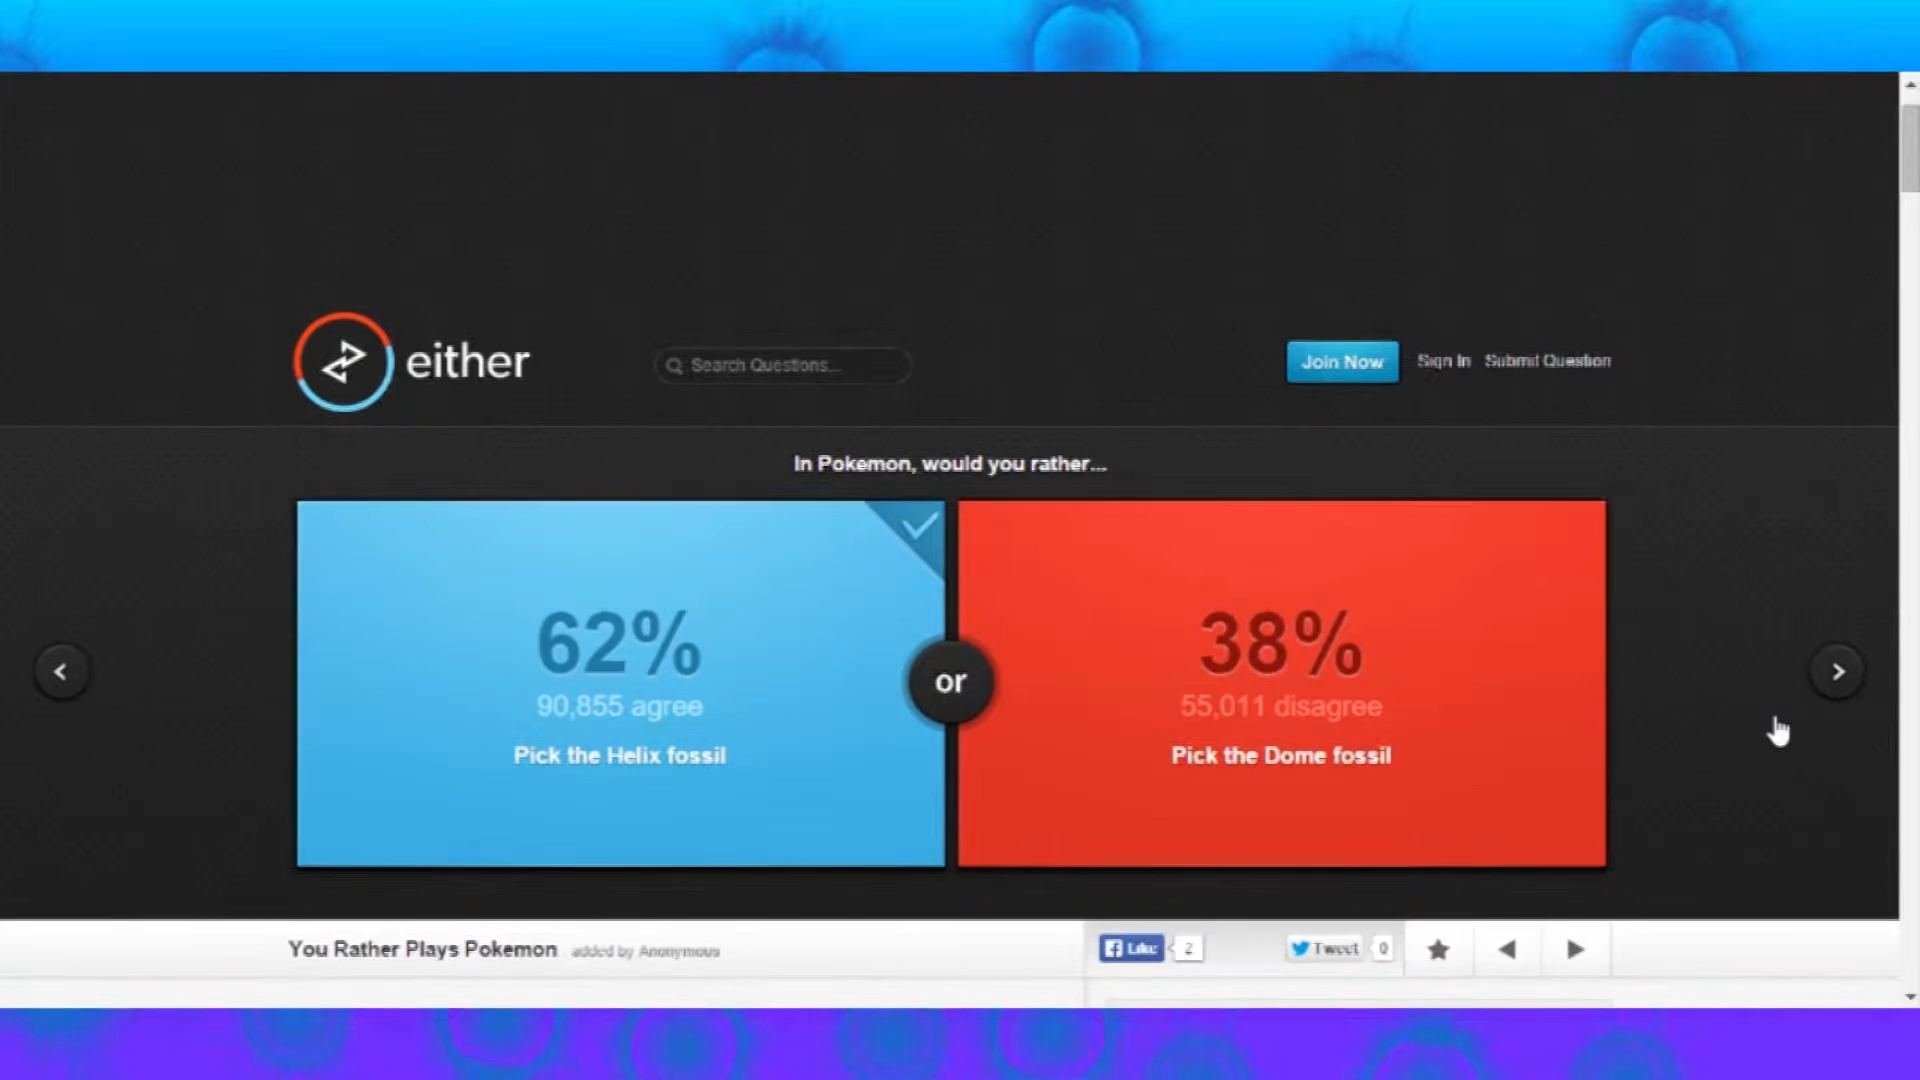 either
Search Questions...
Join Now
Sign In
Submit Question
In Pokemon, would you rather...
62%
90,855 agree
Pick the Helix fossil
or
38%
55,011 disagree
Pick the Dome fossil
You Rather Plays Pokemon added by Anonymous
Like 2
Tweet 0